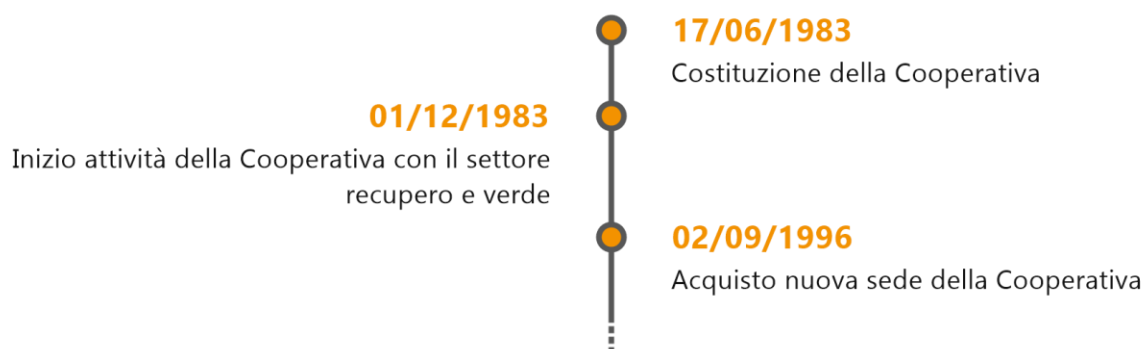 17/06/1983
Costituzione della Cooperativa
01/12/1983
Inizio attività della Cooperativa con il settore
recupero e verde
02/09/1996
Acquisto nuova sede della Cooperativa